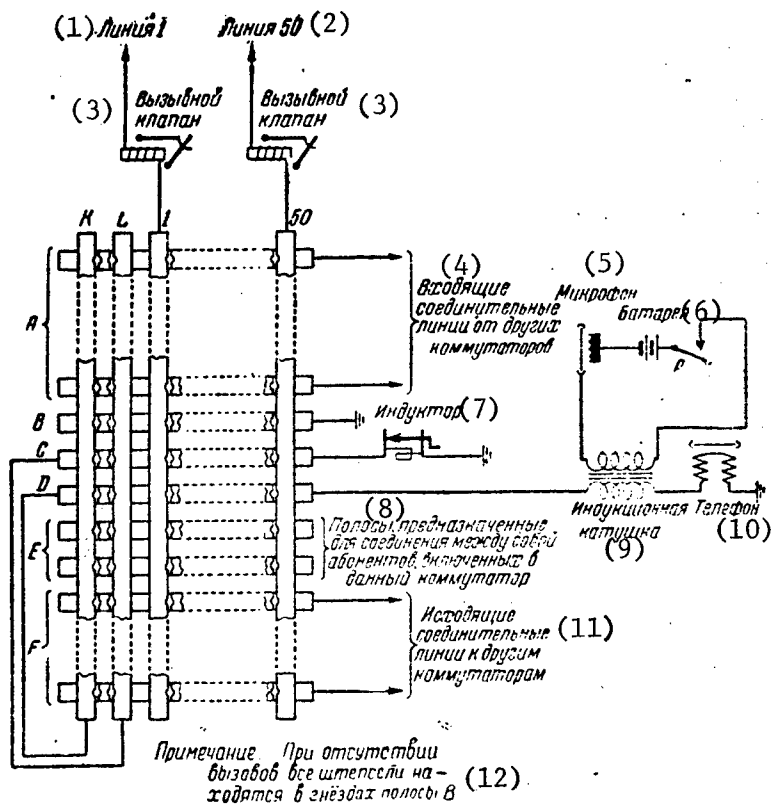 (1) Линия 1
Линия 50 (2)
(3) Вызывной
клапан
Вызывной (3)
клапан
K L 1 50
A
(4)
Входящие
соединительные
линии от других
коммутаторов
(5)
Микрофон
Батарея (6)
P
B
Индуктор (7)
C
D
(8)
Полосы, предназначенные
для соединения между собой
абонентов, включенных в
данный коммутатор
Индукционная
катушка
(9)
Телефон
(10)
E
F
Исходящие
соединительные (11)
линии к другим
коммутаторам
Примечание При отсутствии
вызовов все штепсели на-
ходятся в гнёздах полосы B (12)